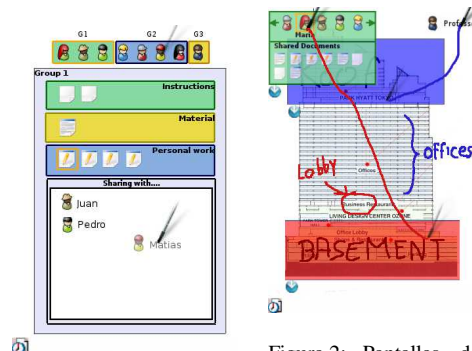 G1 G2 G3
Group 1
Instructions
Material
Personal work
Sharing with....
Juan
Pedro
Matias
Maria
Profes
Shared Documents
PARK HYATT TOKYO
offices
Offices
Lobby
Business Restaurant
LIVING DESIGN CENTER OZONE
Office Lobby
BASEMENT
Figura 2: Pantallas d